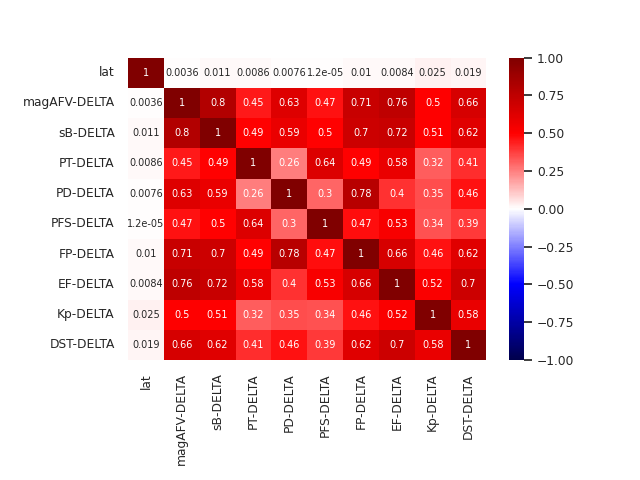 lat 1 0.0036 0.011 0.0086 0.0076 1.2e-05 0.01 0.0084 0.025 0.019
magAFV-DELTA 0.0036 1 0.8 0.45 0.63 0.47 0.71 0.76 0.5 0.66
sB-DELTA 0.011 0.8 1 0.49 0.59 0.5 0.7 0.72 0.51 0.62
PT-DELTA 0.0086 0.45 0.49 1 0.26 0.64 0.49 0.58 0.32 0.41
PD-DELTA 0.0076 0.63 0.59 0.26 1 0.3 0.78 0.4 0.35 0.46
PFS-DELTA 1.2e-05 0.47 0.5 0.64 0.3 1 0.47 0.53 0.34 0.39
FP-DELTA 0.01 0.71 0.7 0.49 0.78 0.47 1 0.66 0.46 0.62
EF-DELTA 0.0084 0.76 0.72 0.58 0.4 0.53 0.66 1 0.52 0.7
Kp-DELTA 0.025 0.5 0.51 0.32 0.35 0.34 0.46 0.52 1 0.58
DST-DELTA 0.019 0.66 0.62 0.41 0.46 0.39 0.62 0.7 0.58 1
lat
magAFV-DELTA
sB-DELTA
PT-DELTA
PD-DELTA
PFS-DELTA
FP-DELTA
EF-DELTA
Kp-DELTA
DST-DELTA
1.00
0.75
0.50
0.25
0.00
−0.25
−0.50
−0.75
−1.00